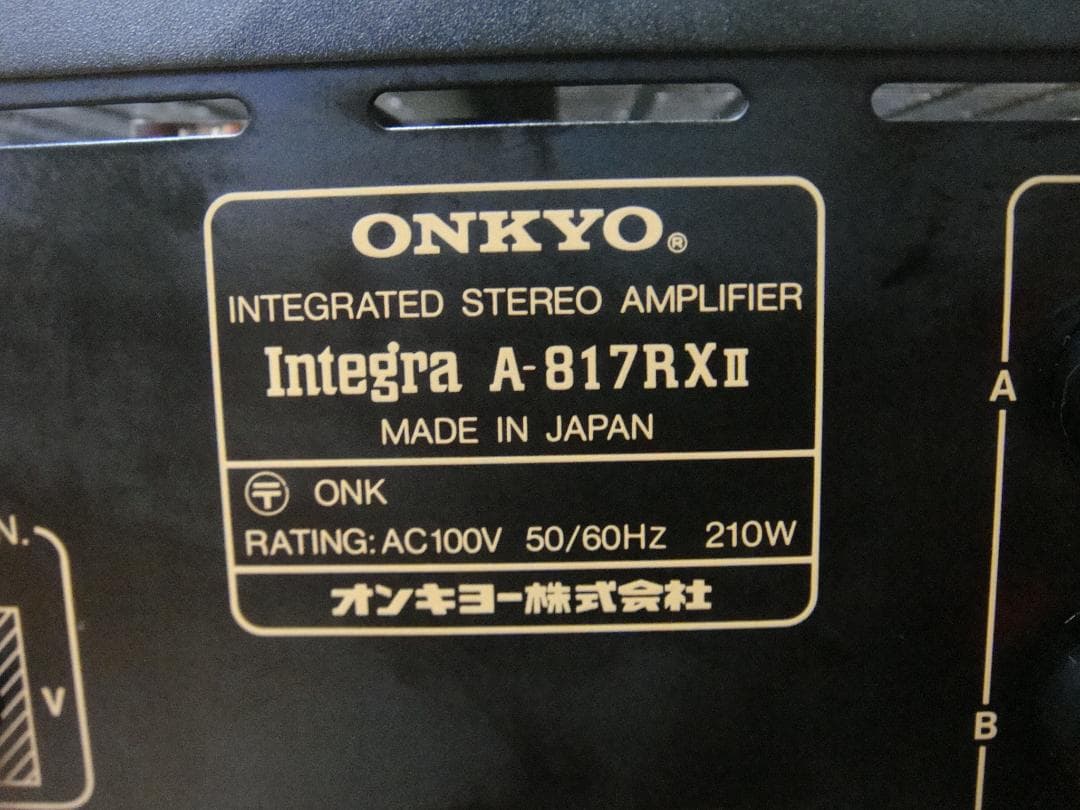 ONKYO®
INTEGRATED STEREO AMPLIFIER
Integra A-817RXII
MADE IN JAPAN
〒 ONK
RATING: AC100V 50/60Hz 210W
オンキヨー株式会社
A
B
N.
V